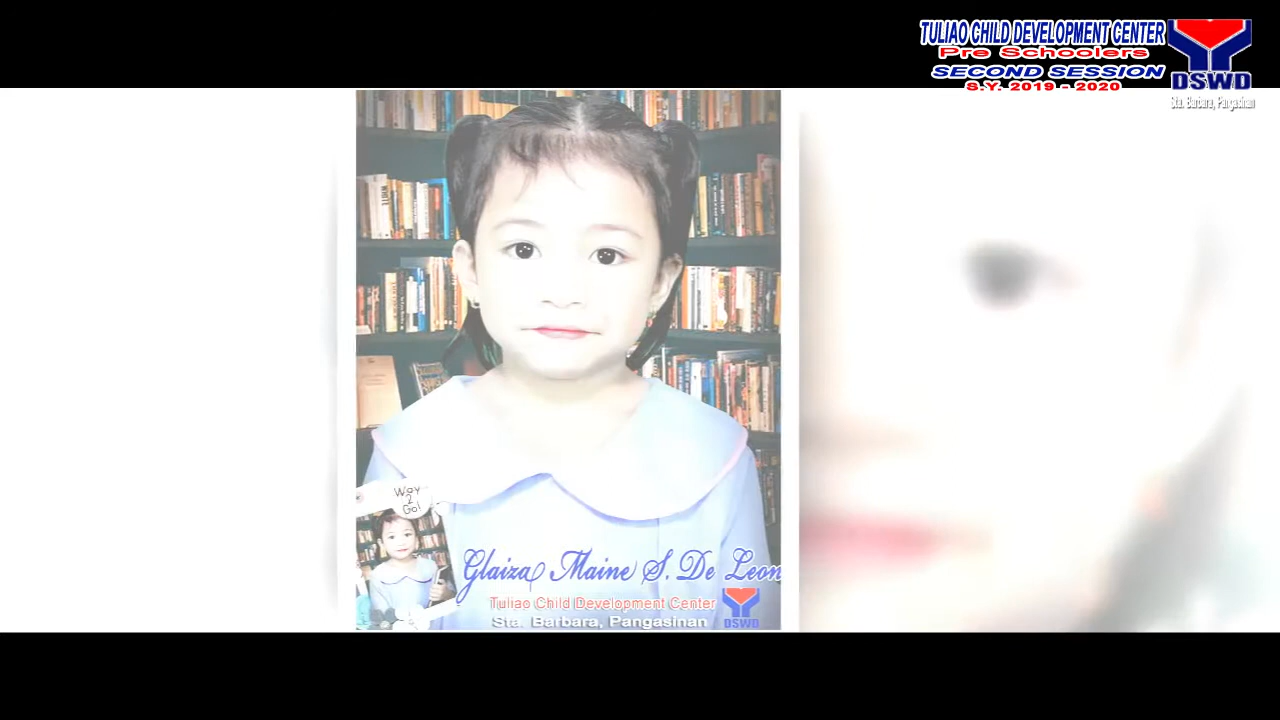 TULIAO CHILD DEVELOPMENT CENTER
Pre Schoolers
SECOND SESSION
S.Y. 2019 - 2020
DSWD
Sta. Barbara, Pangasinan
Way
2
Go!
Glaiza Maine S. De Leon
Tuliao Child Development Center
Sta. Barbara, Pangasinan
DSWD